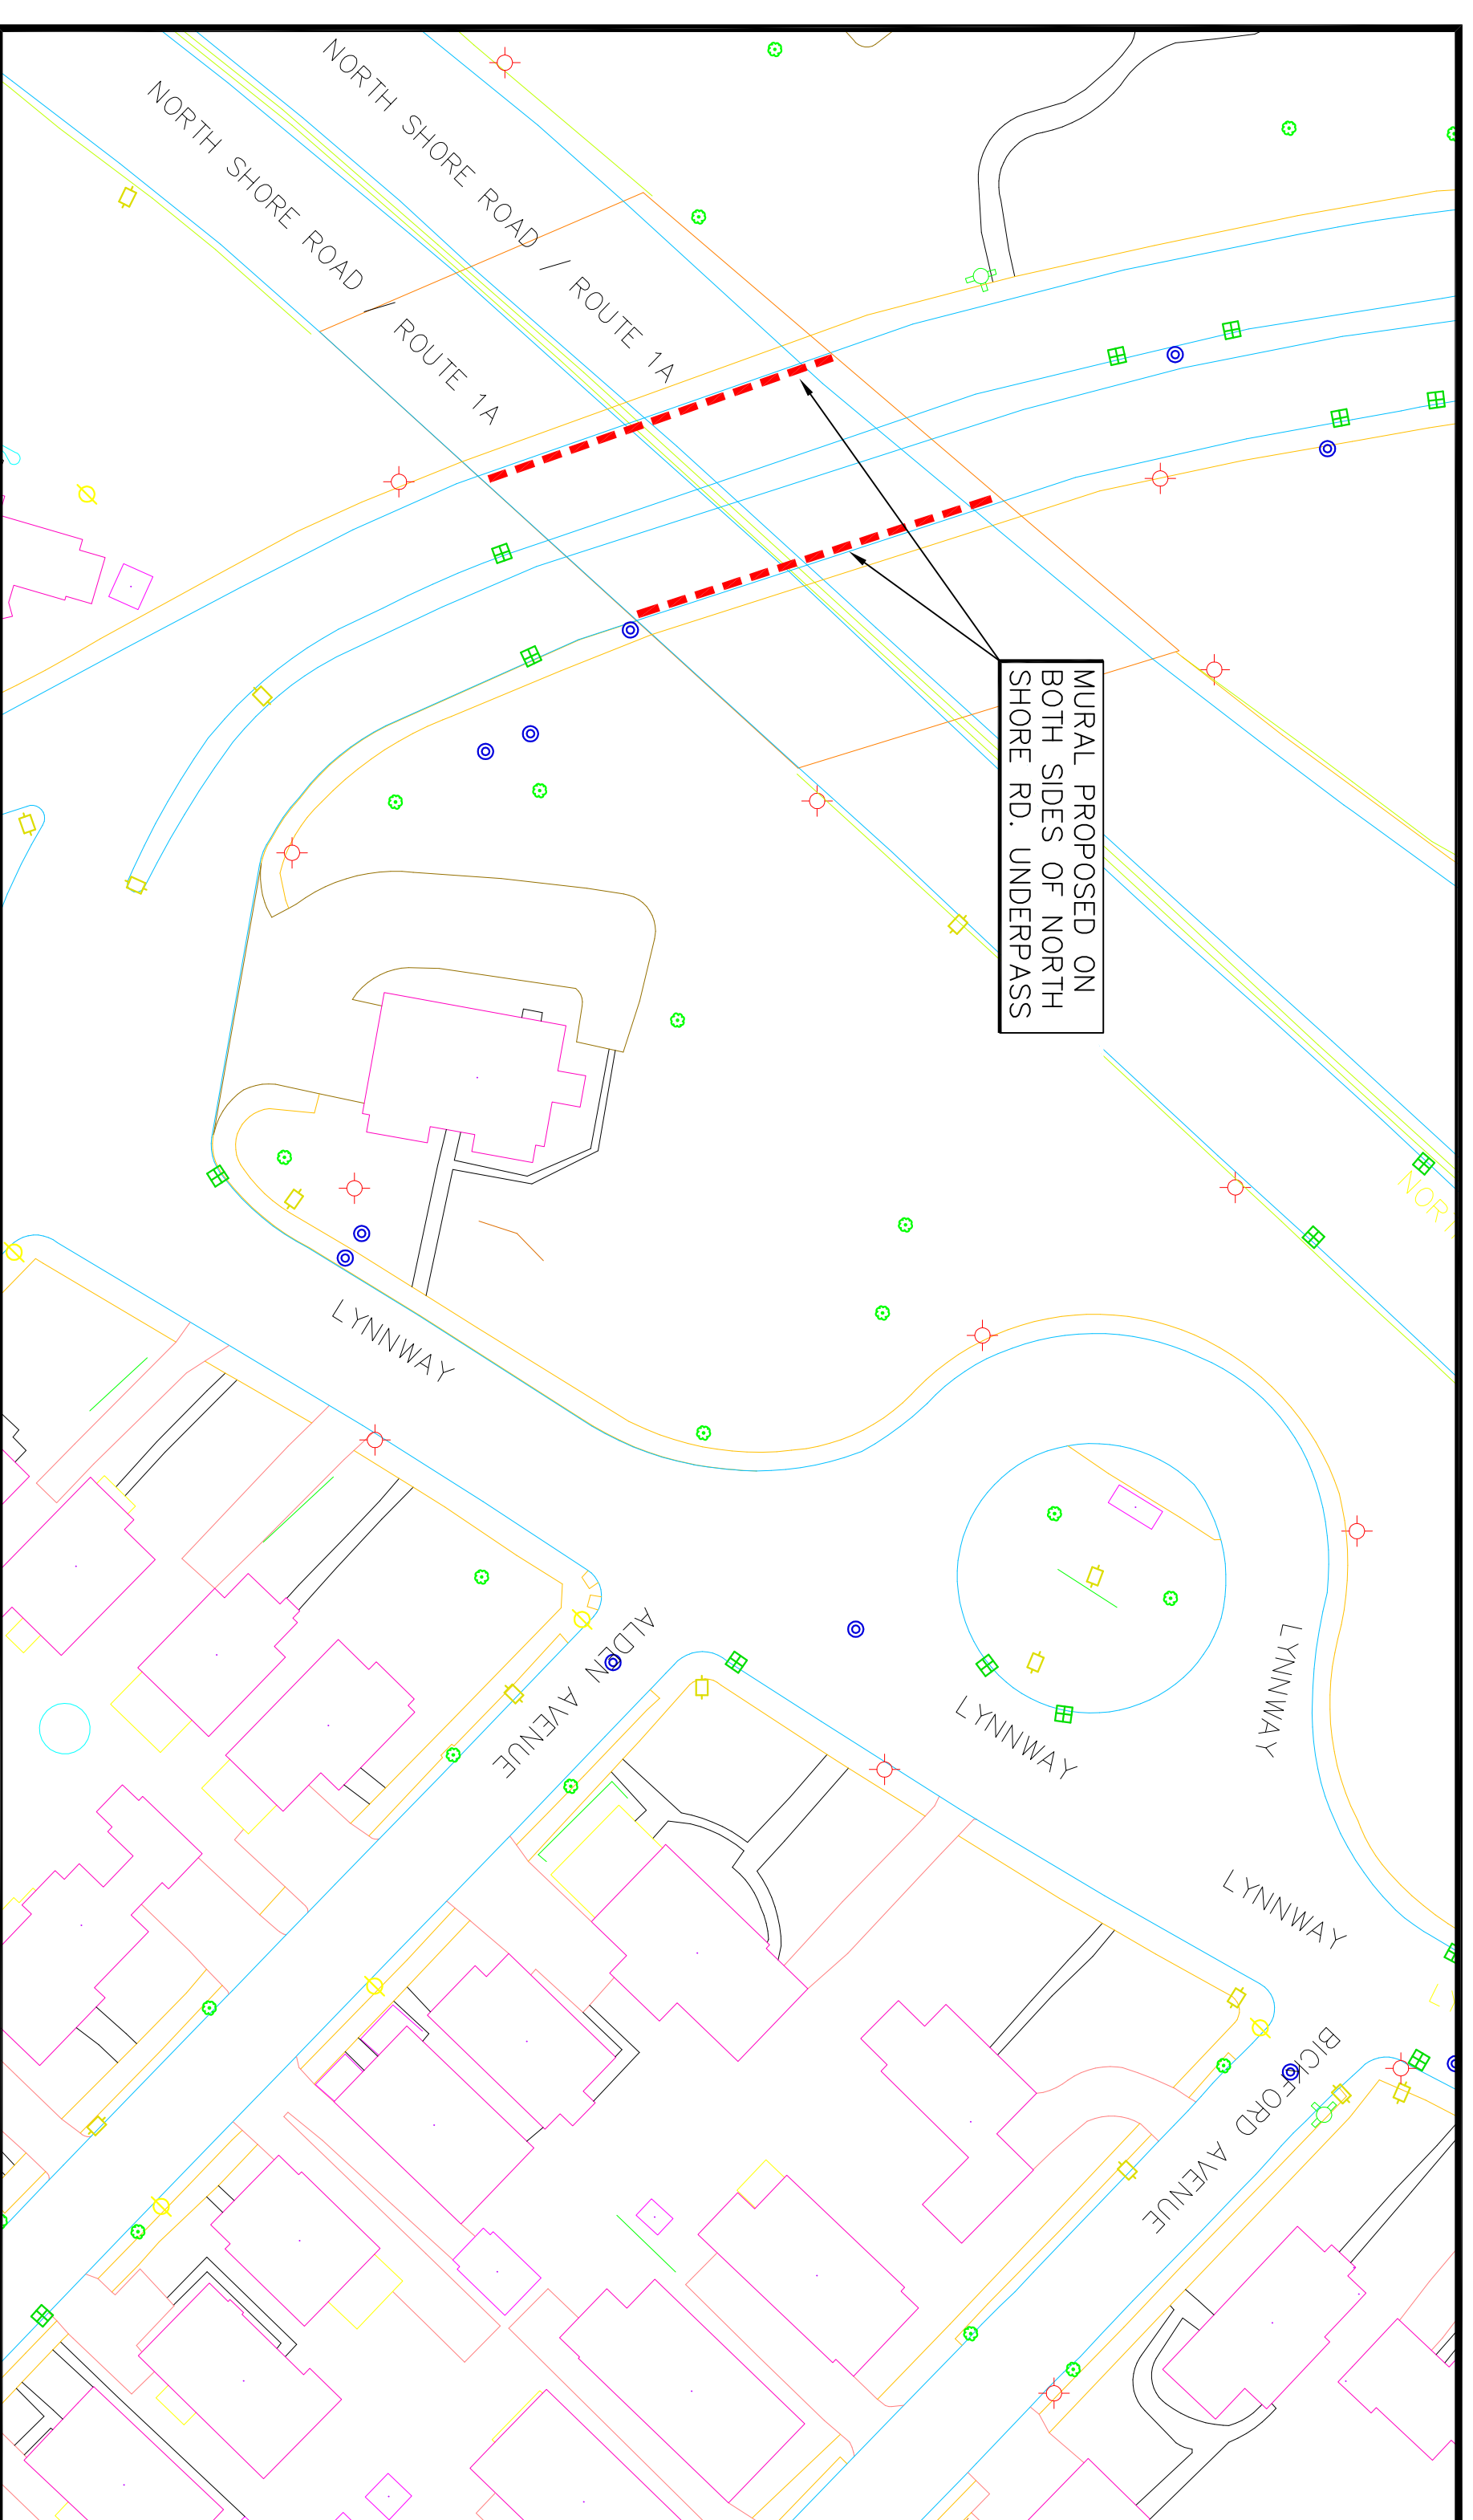 NORTH SHORE ROAD / ROUTE 1A
NORTH SHORE ROAD / ROUTE 1A
MURAL PROPOSED ON
BOTH SIDES OF NORTH
SHORE RD. UNDERPASS
LYNNWAY
ALDEN AVENUE
LYNNWAY
LYNNWAY
LYNNWAY
BICKFORD AVENUE
NOR